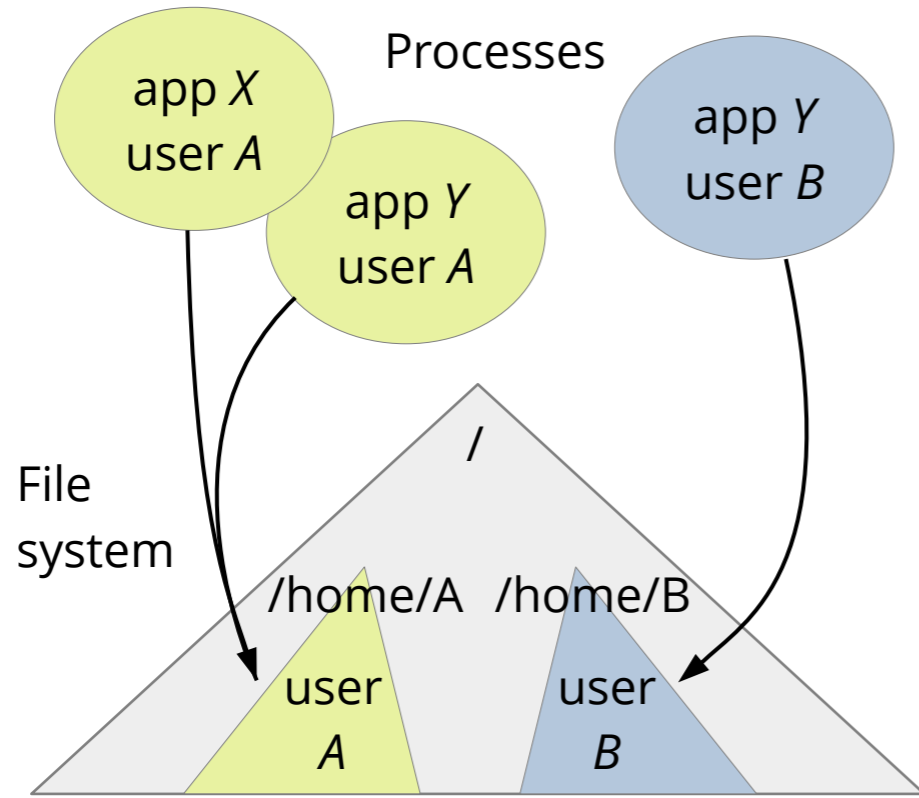 Processes
app X
user A
app Y
user A
app Y
user B
/
File
system
/home/A
/home/B
user
A
user
B